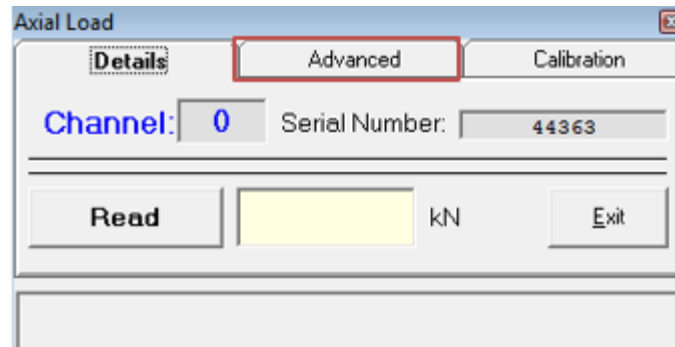 Axial Load
Details Advanced Calibration
Channel: 0 Serial Number: 44363
Read kN Exit